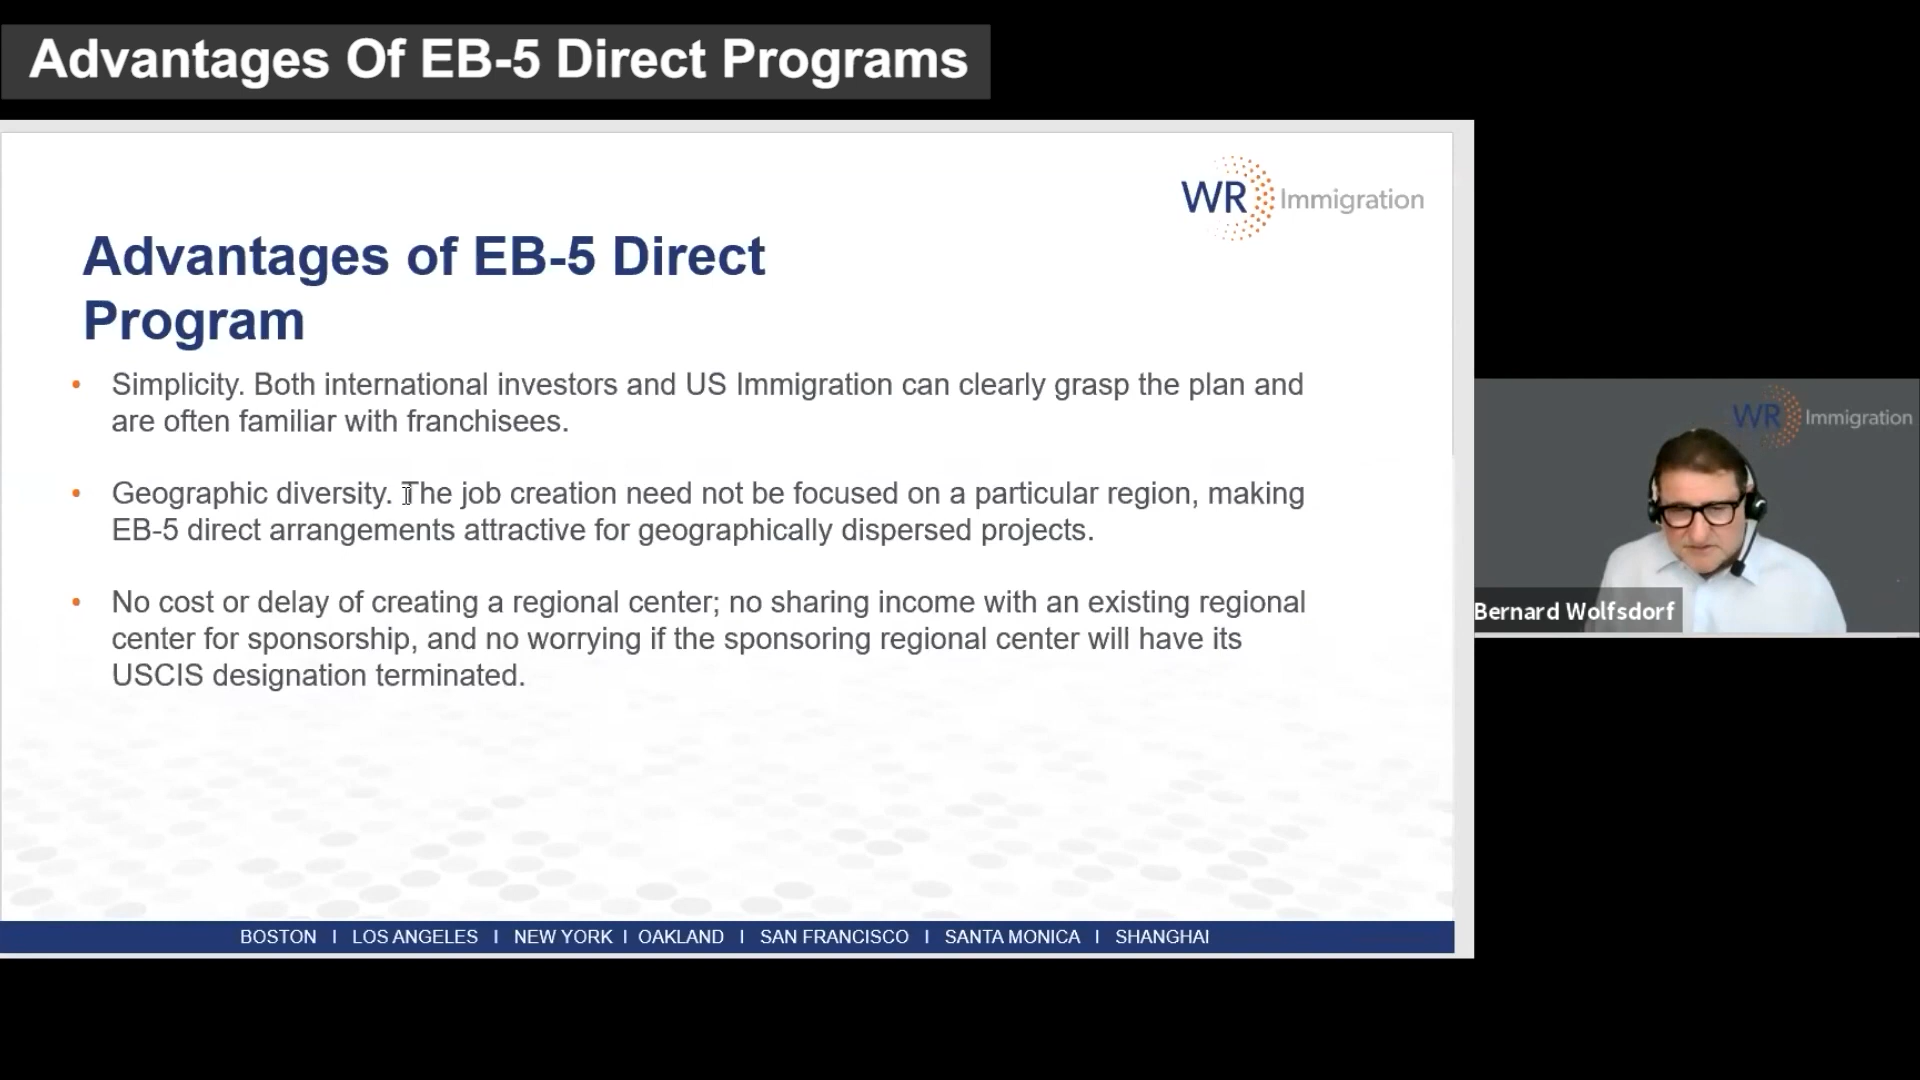 Advantages Of EB-5 Direct Programs
WR Immigration
Advantages of EB-5 Direct
Program
• Simplicity. Both international investors and US Immigration can clearly grasp the plan and
are often familiar with franchisees.
• Geographic diversity. The job creation need not be focused on a particular region, making
EB-5 direct arrangements attractive for geographically dispersed projects.
• No cost or delay of creating a regional center; no sharing income with an existing regional
center for sponsorship, and no worrying if the sponsoring regional center will have its
USCIS designation terminated.
WR Immigration
Bernard Wolfsdorf
BOSTON I LOS ANGELES I NEW YORK I OAKLAND I SAN FRANCISCO I SANTA MONICA I SHANGHAI